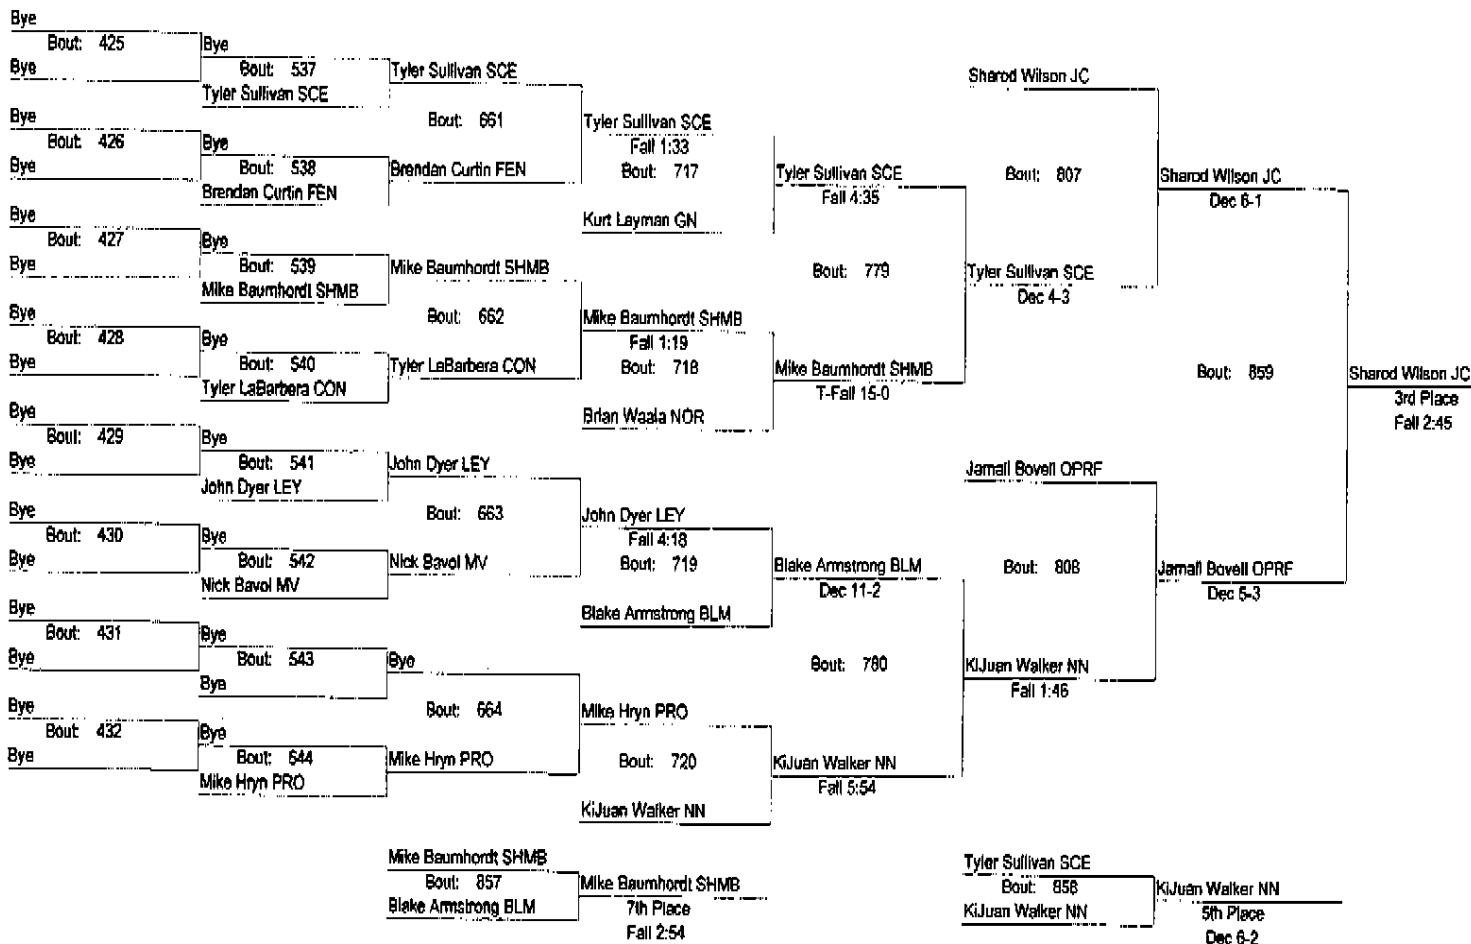 Bye
Bout: 425
Bye
Bye
Bout: 426
Bye
Bye
Bout: 427
Bye
Bye
Bout: 428
Bye
Bye
Bout: 429
Bye
Bye
Bout: 430
Bye
Bye
Bout: 431
Bye
Bye
Bout: 432
Bye
Bye
Bout: 537
Tyler Sullivan SCE
Bye
Bout: 538
Brendan Curtin FEN
Bye
Bout: 539
Mike Baumhordt SHMB
Bye
Bout: 540
Tyler LaBarbera CON
Bye
Bout: 541
John Dyer LEY
Bye
Bout: 542
Nick Bavol MV
Bye
Bout: 543
Bye
Bye
Bout: 544
Mike Hryn PRO
Tyler Sullivan SCE
Bout: 661
Brendan Curtin FEN
Mike Baumhordt SHMB
Bout: 662
Tyler LaBarbera CON
John Dyer LEY
Bout: 663
Nick Bavol MV
Bye
Bout: 664
Mike Hryn PRO
Tyler Sullivan SCE
Fall 1:33
Bout: 717
Kurt Layman GN
Mike Baumhordt SHMB
Fall 1:19
Bout: 718
Brian Waala NOR
John Dyer LEY
Fall 4:18
Bout: 719
Blake Armstrong BLM
Mike Hryn PRO
Bout: 720
KiJuan Walker NN
Tyler Sullivan SCE
Fall 4:35
Bout: 779
Mike Baumhordt SHMB
T-Fall 15-0
Blake Armstrong BLM
Dec 11-2
Bout: 780
KiJuan Walker NN
Fall 5:54
Sharod Wilson JC
Bout: 807
Tyler Sullivan SCE
Dec 4-3
Jamail Bovell OPRF
Bout: 808
KiJuan Walker NN
Fall 1:46
Sharod Wilson JC
Dec 6-1
Bout: 859
Jamail Bovell OPRF
Dec 5-3
Sharod Wilson JC
3rd Place
Fall 2:45
Mike Baumhordt SHMB
Bout: 857
Blake Armstrong BLM
Mike Baumhordt SHMB
7th Place
Fall 2:54
Tyler Sullivan SCE
Bout: 858
KiJuan Walker NN
KiJuan Walker NN
5th Place
Dec 6-2